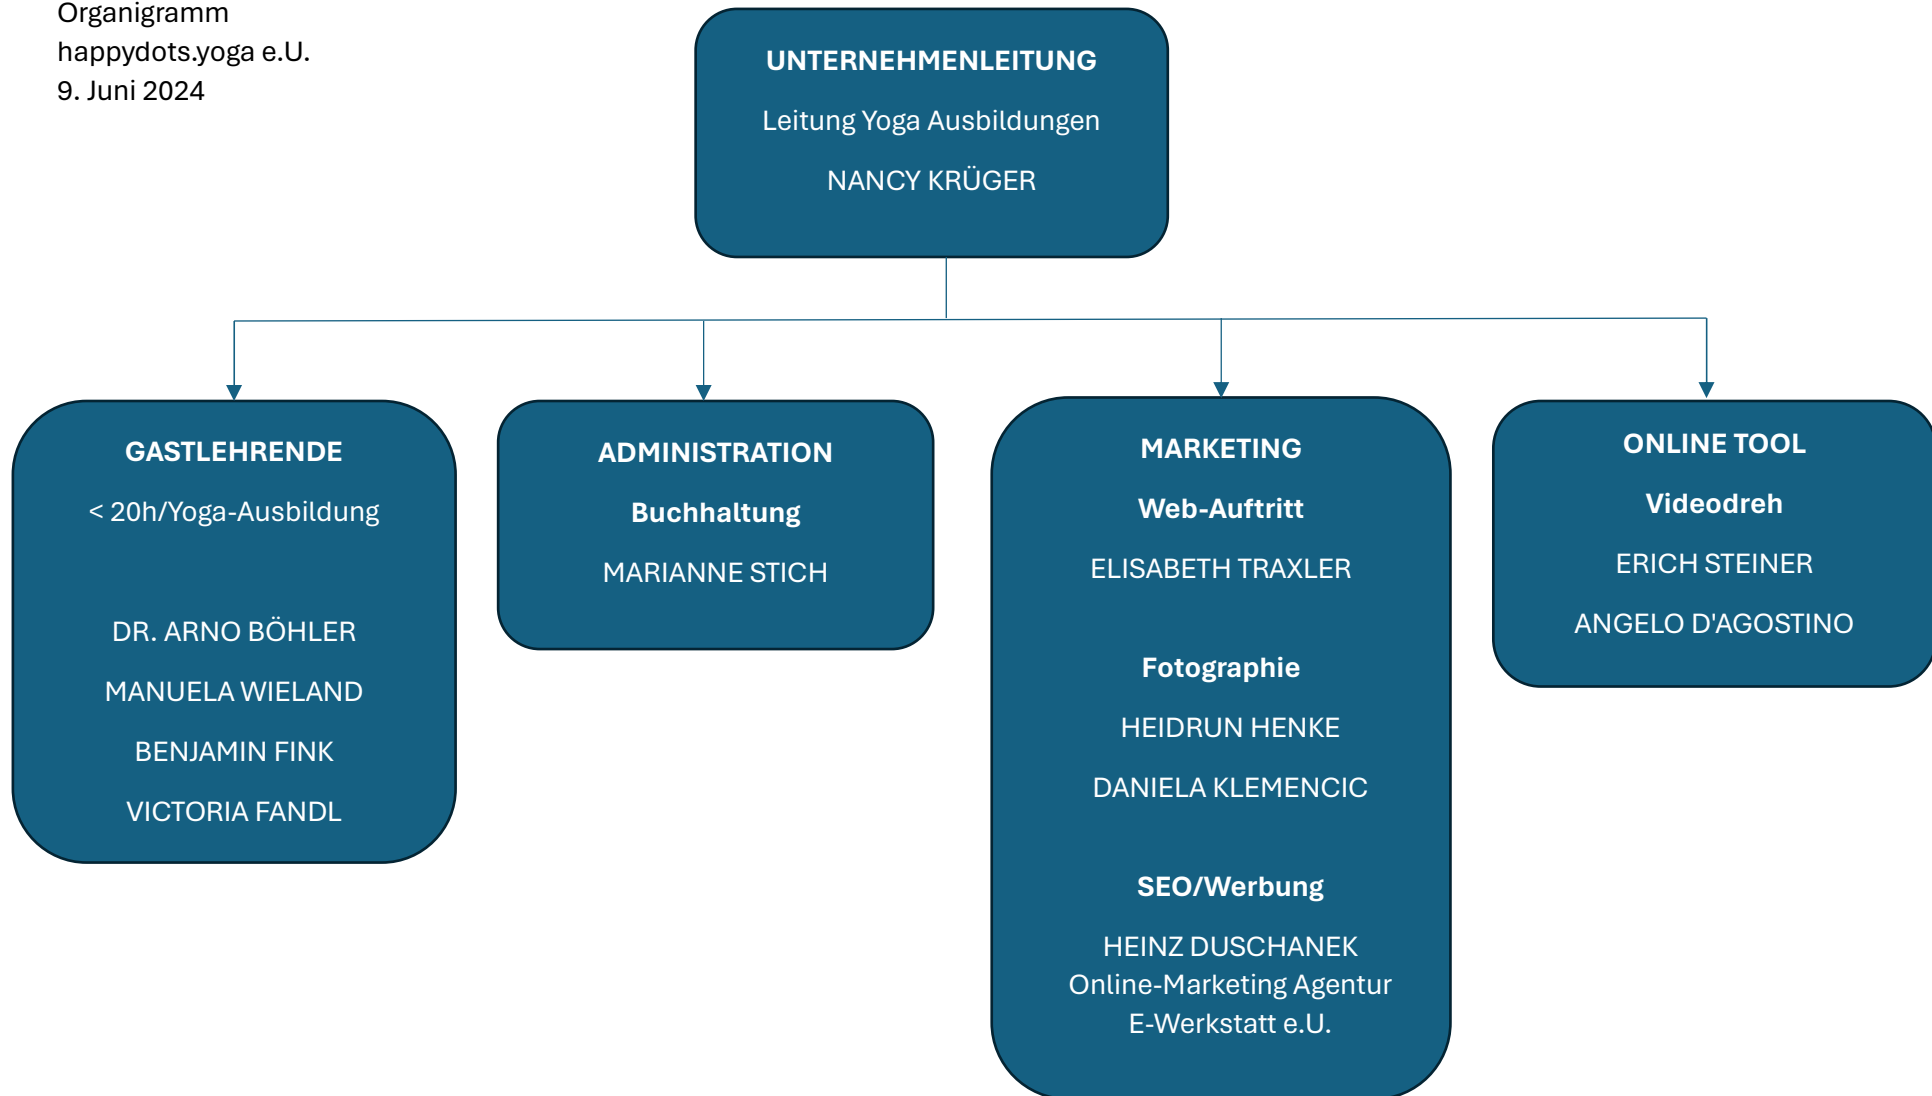 Organigramm
happydots.yoga e.U.
9. Juni 2024
UNTERNEHMENLEITUNG
Leitung Yoga Ausbildungen
NANCY KRÜGER
GASTLEHRENDE
< 20h/Yoga-Ausbildung
DR. ARNO BÖHLER
MANUELA WIELAND
BENJAMIN FINK
VICTORIA FANDL
ADMINISTRATION
Buchhaltung
MARIANNE STICH
MARKETING
Web-Auftritt
ELISABETH TRAXLER
Fotographie
HEIDRUN HENKE
DANIELA KLEMENCIC
SEO/Werbung
HEINZ DUSCHANEK
Online-Marketing Agentur
E-Werkstatt e.U.
ONLINE TOOL
Videodreh
ERICH STEINER
ANGELO D'AGOSTINO